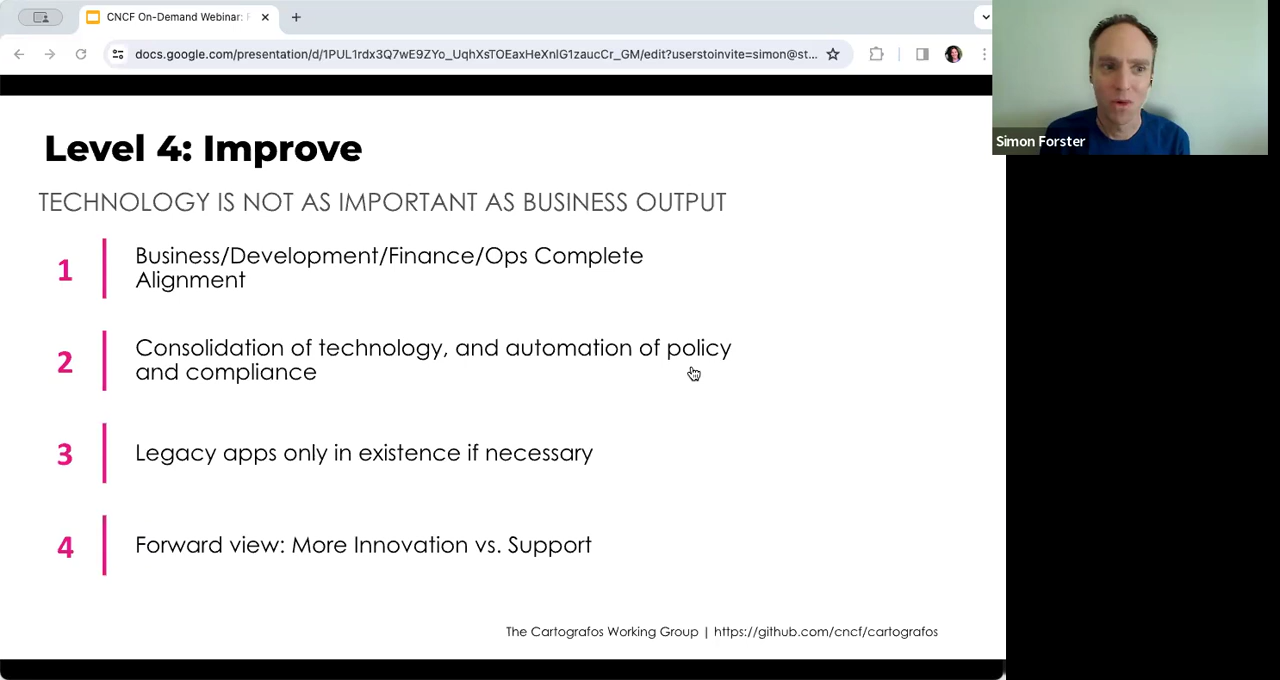 CNCF On-Demand Webinar: F
docs.google.com/presentation/d/1PUL1rdx3Q7wE9ZYo_UqhXsTOEaxHeXnlG1zaucCr_GM/edit?userstoinvite=simon@st...
Simon Forster
Level 4: Improve
TECHNOLOGY IS NOT AS IMPORTANT AS BUSINESS OUTPUT
1
Business/Development/Finance/Ops Complete
Alignment
2
Consolidation of technology, and automation of policy
and compliance
3
Legacy apps only in existence if necessary
4
Forward view: More Innovation vs. Support
The Cartografos Working Group | https://github.com/cncf/cartografos